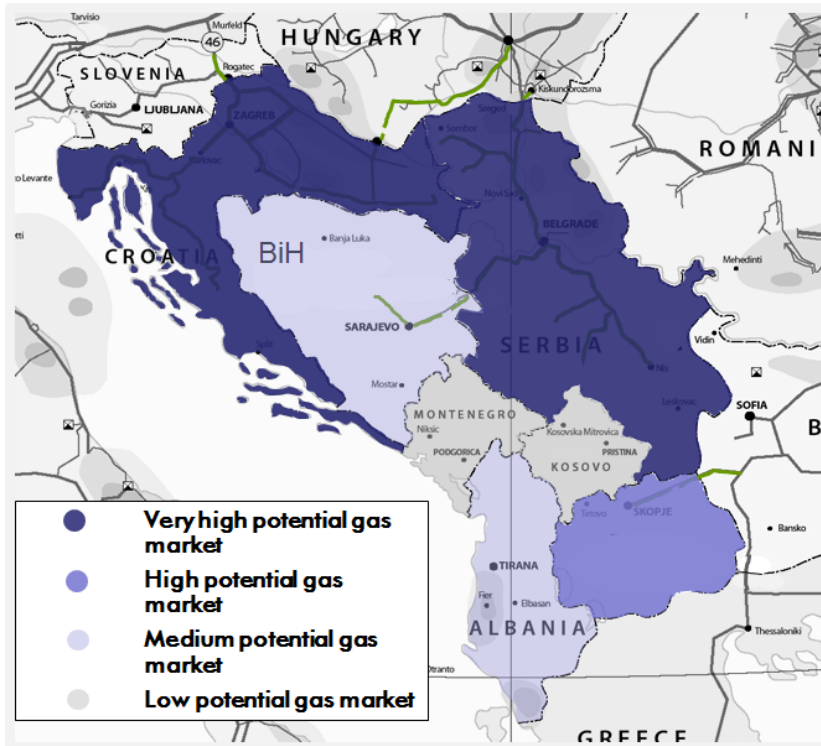 Tarvisio
Murfeld
46
HUNGARY
Rogatec
SLOVENIA
Kiskundorozsma
Gorizia
LJUBLJANA
Szeged
ZAGREB
Sombor
ROMANI
Karlovac
o Levante
Novi Sad
BELGRADE
Banja Luka
BiH
CROATIA
Mehedinti
SARAJEVO
SERBIA
Vidin
Split
Nis
Mostar
Leskovac
SOFIA
MONTENEGRO
Niksic
Kosovska Mitrovica
B
PRISTINA
PODGORICA
KOSOVO
Tetovo
SKOPJE
Bansko
TIRANA
Fier
Elbasan
ALBANIA
Thessaloniki
Otranto
GREECE
Very high potential gas
market
High potential gas
market
Medium potential gas
market
Low potential gas market